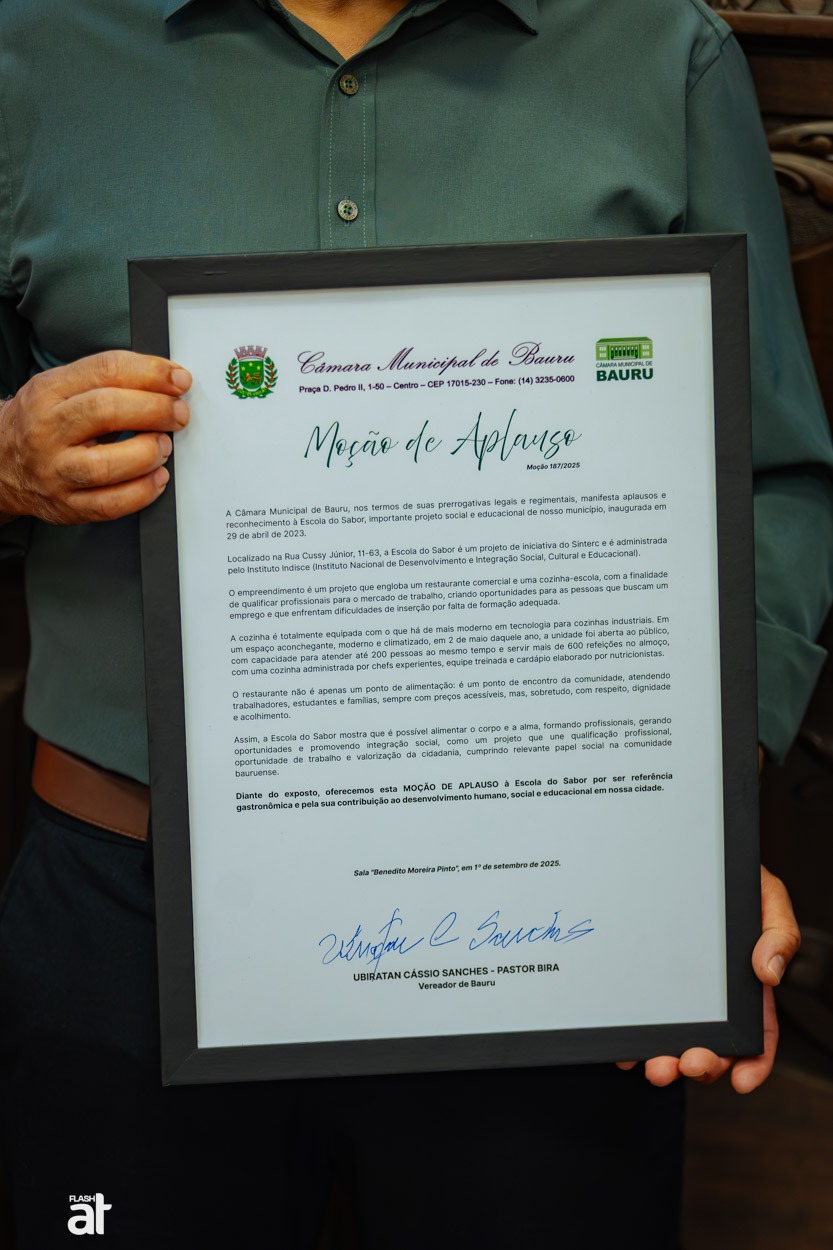 Câmara Municipal de Bauru
Praça D. Pedro II, 1-50 – Centro – CEP 17015-230 – Fone: (14) 3235-0600
CÂMARA MUNICIPAL DE
BAURU
Moção de Aplauso
Moção 187/2025
A Câmara Municipal de Bauru, nos termos de suas prerrogativas legais e regimentais, manifesta aplausos e
reconhecimento à Escola do Sabor, importante projeto social e educacional de nosso município, inaugurada em
29 de abril de 2023.
Localizado na Rua Cussy Júnior, 11-63, a Escola do Sabor é um projeto de iniciativa do Sinterc e é administrada
pelo Instituto Indisce (Instituto Nacional de Desenvolvimento e Integração Social, Cultural e Educacional).
O empreendimento é um projeto que engloba um restaurante comercial e uma cozinha-escola, com a finalidade
de qualificar profissionais para o mercado de trabalho, criando oportunidades para as pessoas que buscam um
emprego e que enfrentam dificuldades de inserção por falta de formação adequada.
A cozinha é totalmente equipada com o que há de mais moderno em tecnologia para cozinhas industriais. Em
um espaço aconchegante, moderno e climatizado, em 2 de maio daquele ano, a unidade foi aberta ao público,
com capacidade para atender até 200 pessoas ao mesmo tempo e servir mais de 600 refeições no almoço,
com uma cozinha administrada por chefs experientes, equipe treinada e cardápio elaborado por nutricionistas.
O restaurante não é apenas um ponto de alimentação: é um ponto de encontro da comunidade, atendendo
trabalhadores, estudantes e famílias, sempre com preços acessíveis, mas, sobretudo, com respeito, dignidade
e acolhimento.
Assim, a Escola do Sabor mostra que é possível alimentar o corpo e a alma, formando profissionais, gerando
oportunidades e promovendo integração social, como um projeto que une qualificação profissional,
oportunidade de trabalho e valorização da cidadania, cumprindo relevante papel social na comunidade
bauruense.
Diante do exposto, oferecemos esta MOÇÃO DE APLAUSO à Escola do Sabor por ser referência
gastronômica e pela sua contribuição ao desenvolvimento humano, social e educacional em nossa cidade.
Sala "Benedito Moreira Pinto", em 1º de setembro de 2025.
UBIRATAN CÁSSIO SANCHES - PASTOR BIRA
Vereador de Bauru
FLASH
at